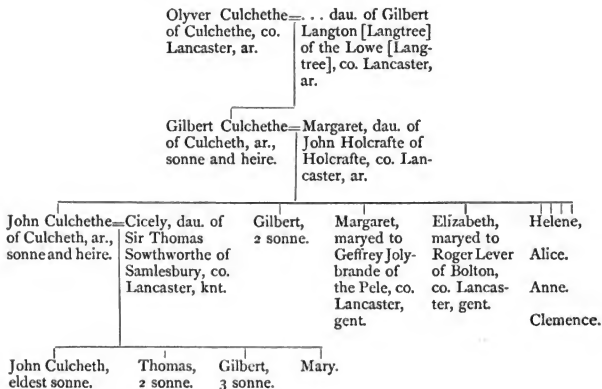 Olyver Culchethe=. . . dau. of Gilbert
of Culchethe, co. Langton [Langtree]
Lancaster, ar. of the Lowe [Lang-
tree], co. Lancaster,
ar.
Gilbert Culchethe=Margaret, dau. of
of Culcheth, ar., John Holcrafte of
sonne and heire. Holcrafte, co. Lan-
caster, ar.
John Culchethe=Cicely, dau. of Gilbert, Margaret, Elizabeth, Helene,
of Culcheth, ar., Sir Thomas 2 sonne. maryed to maryed to
sonne and heire. Sowthworthe of Geffrey Joly- Roger Lever Alice.
Samlesbury, co. brande of of Bolton,
Lancaster, knt. the Pele, co. co. Lancas- Anne.
Lancaster, ter, gent.
gent. Clemence.
John Culcheth, Thomas, Gilbert, Mary.
eldest sonne. 2 sonne. 3 sonne.